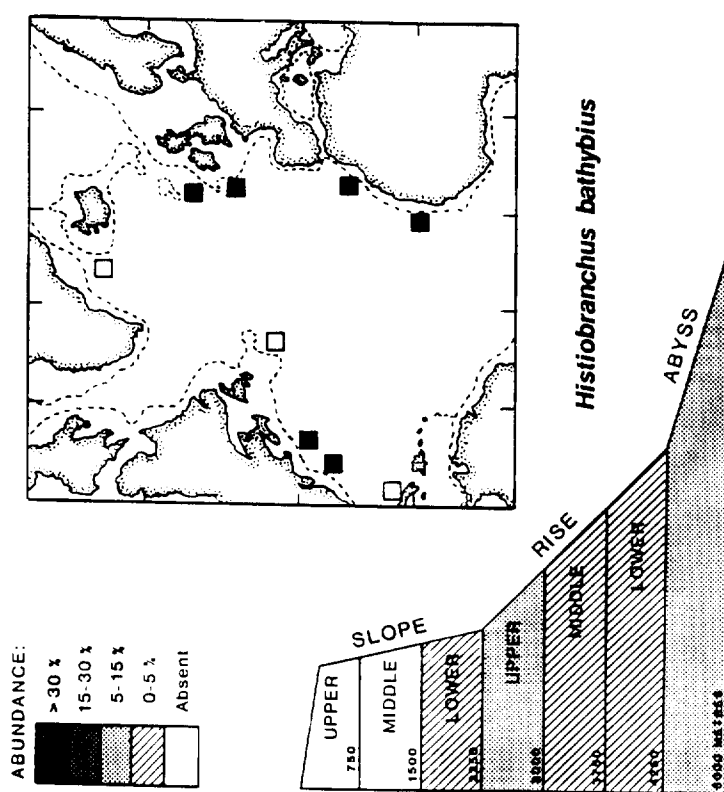 ABUNDANCE:
> 30 %
15-30 %
5-15 %
0-5 %
Absent
SLOPE
UPPER
750
MIDDLE
1500
LOWER
2250
RISE
UPPER
3000
MIDDLE
3750
LOWER
ABYSS
Histiobranchus bathybius